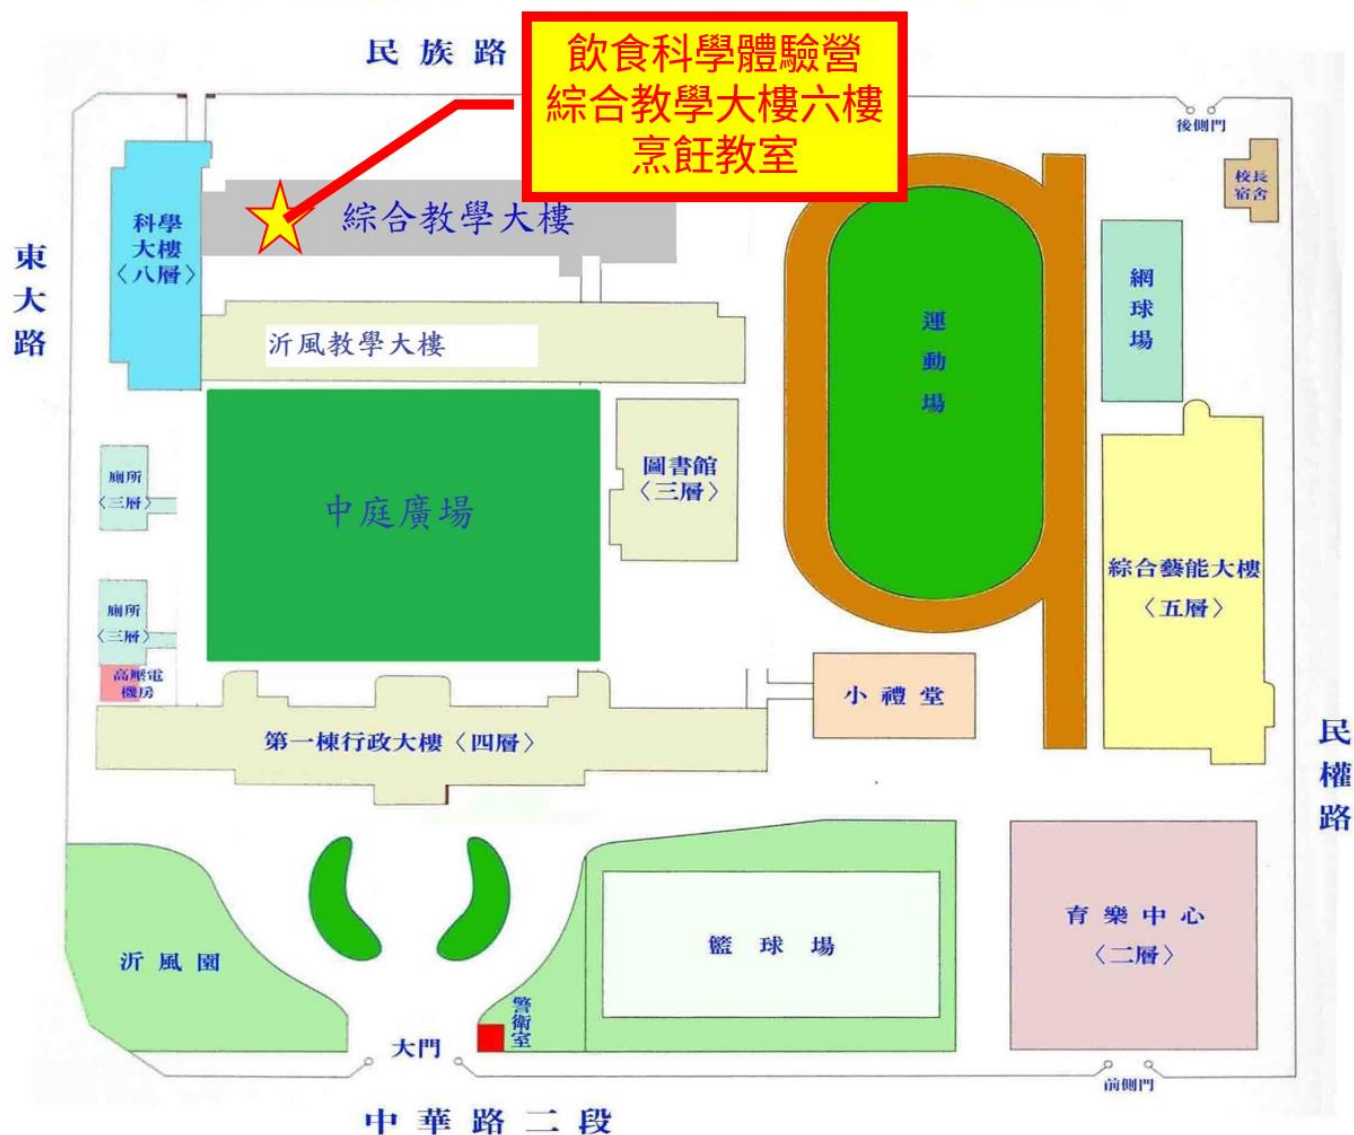 民族路
飲食科學體驗營
綜合教學大樓六樓
烹飪教室
後側門
校長
宿舍
科學
大樓
〈八層〉
綜合教學大樓
東大路
網球場
運動場
沂風教學大樓
廁所
〈三層〉
中庭廣場
圖書館
〈三層〉
綜合藝能大樓
〈五層〉
廁所
〈三層〉
高壓電
機房
小禮堂
第一棟行政大樓〈四層〉
民權路
沂風園
籃球場
育樂中心
〈二層〉
警衛室
大門
前側門
中華路二段